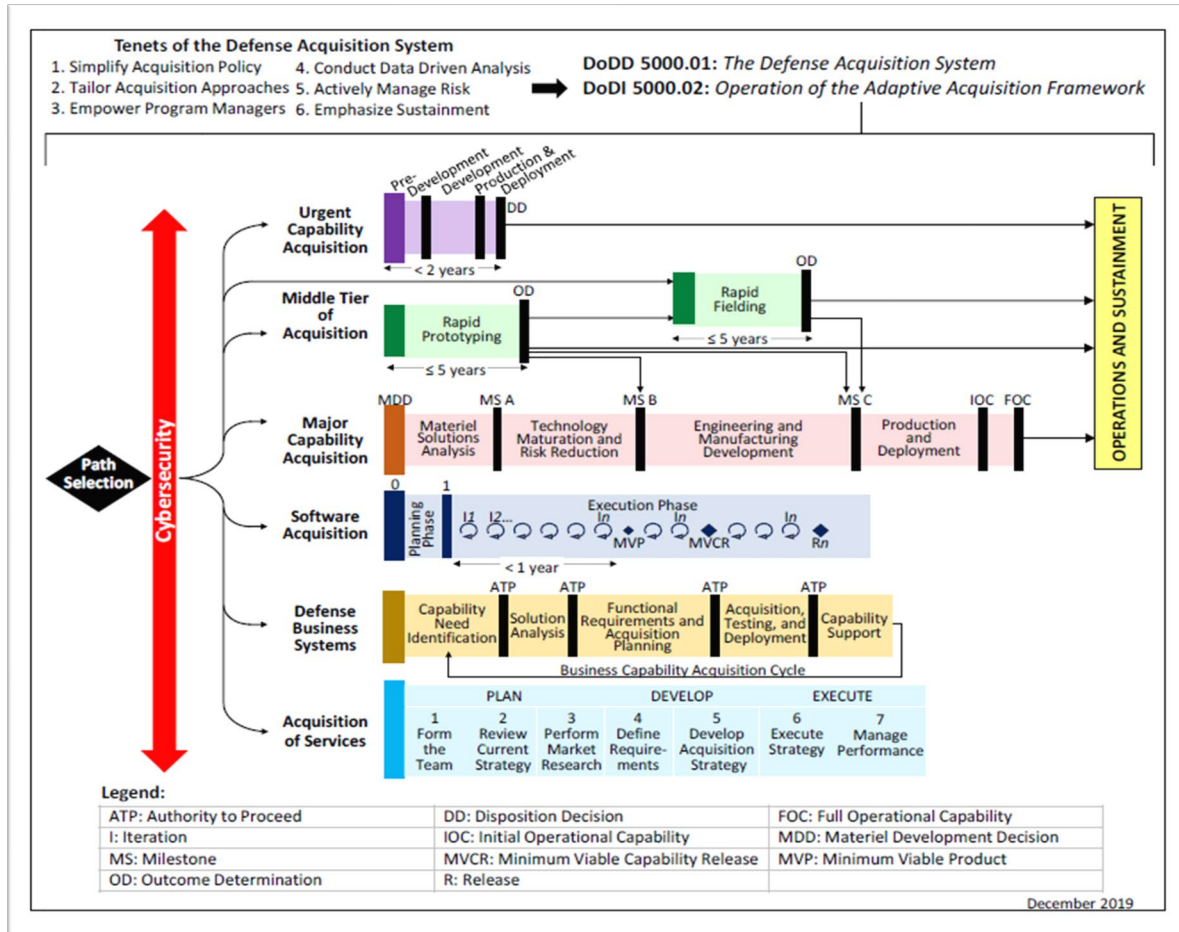 Tenets of the Defense Acquisition System
1. Simplify Acquisition Policy
2. Tailor Acquisition Approaches
3. Empower Program Managers
4. Conduct Data Driven Analysis
5. Actively Manage Risk
6. Emphasize Sustainment
DoDD 5000.01: The Defense Acquisition System
DoDI 5000.02: Operation of the Adaptive Acquisition Framework
Path
Selection
Cybersecurity
Urgent
Capability
Acquisition
Pre-
Development
Development
Production &
Deployment
DD
< 2 years
Middle Tier
of
Acquisition
Rapid
Prototyping
OD
≤ 5 years
Rapid
Fielding
OD
≤ 5 years
Major
Capability
Acquisition
MDD
Materiel
Solutions
Analysis
MS A
Technology
Maturation and
Risk Reduction
MS B
Engineering and
Manufacturing
Development
MS C
Production
and
Deployment
IOC
FOC
OPERATIONS AND SUSTAINMENT
Software
Acquisition
0
Planning
Phase
1
Execution Phase
I1
I2...
In
MVP
In
MVCR
In
Rn
< 1 year
Defense
Business
Systems
Capability
Need
Identification
ATP
Solution
Analysis
ATP
Functional
Requirements and
Acquisition
Planning
ATP
Acquisition,
Testing, and
Deployment
ATP
Capability
Support
Business Capability Acquisition Cycle
Acquisition
of Services
PLAN
DEVELOP
EXECUTE
1
Form
the
Team
2
Review
Current
Strategy
3
Perform
Market
Research
4
Define
Require-
ments
5
Develop
Acquisition
Strategy
6
Execute
Strategy
7
Manage
Performance
Legend:
ATP: Authority to Proceed
DD: Disposition Decision
FOC: Full Operational Capability
I: Iteration
IOC: Initial Operational Capability
MDD: Materiel Development Decision
MS: Milestone
MVCR: Minimum Viable Capability Release
MVP: Minimum Viable Product
OD: Outcome Determination
R: Release
December 2019